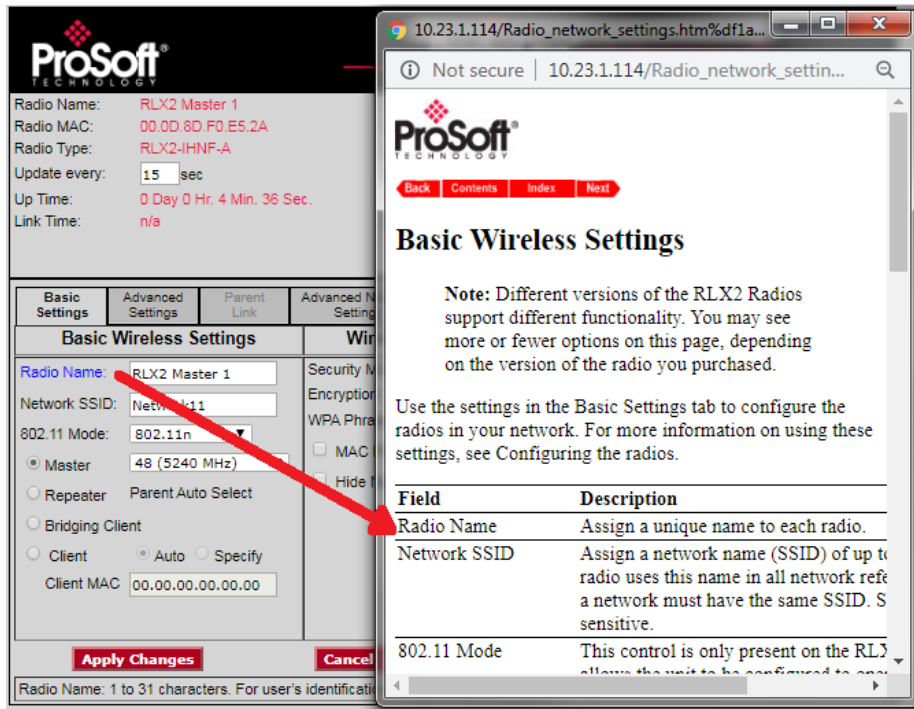 ProSoft®
TECHNOLOGY
Radio Name: RLX2 Master 1
Radio MAC: 00.0D.8D.F0.E5.2A
Radio Type: RLX2-IHNF-A
Update every: 15 sec
Up Time: 0 Day 0 Hr. 4 Min. 36 Sec.
Link Time: n/a
Basic Settings
Advanced Settings
Parent Link
Advanced N
Setting
Basic Wireless Settings
Wir
Radio Name: RLX2 Master 1
Network SSID: Network11
802.11 Mode: 802.11n
Master 48 (5240 MHz)
Repeater Parent Auto Select
Bridging Client
Client Auto Specify
Client MAC 00.00.00.00.00.00
Security M
Encryption
WPA Phra
MAC
Hide N
Apply Changes
Cancel
Radio Name: 1 to 31 characters. For user's identificati
10.23.1.114/Radio_network_settings.htm%df1a...
Not secure | 10.23.1.114/Radio_network_settin...
ProSoft®
TECHNOLOGY
Back Contents Index Next
Basic Wireless Settings
Note: Different versions of the RLX2 Radios
support different functionality. You may see
more or fewer options on this page, depending
on the version of the radio you purchased.
Use the settings in the Basic Settings tab to configure the
radios in your network. For more information on using these
settings, see Configuring the radios.
Field Description
Radio Name Assign a unique name to each radio.
Network SSID Assign a network name (SSID) of up to
radio uses this name in all network refe
a network must have the same SSID. S
sensitive.
802.11 Mode This control is only present on the RLX
allows the unit to be configured to oper